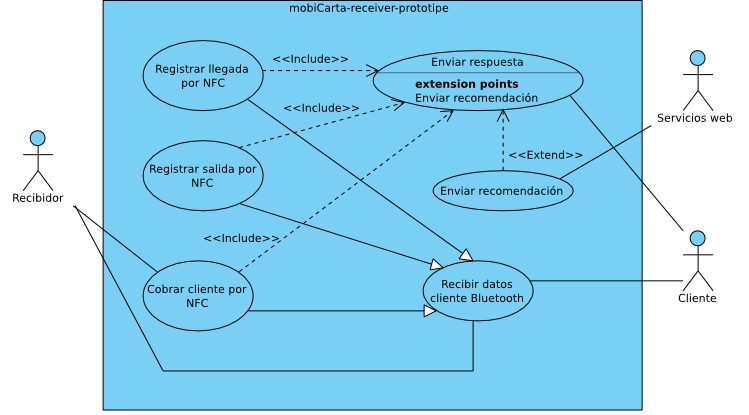 mobiCarta-receiver-prototipe
Registrar llegada
por NFC
<<Include>>
Enviar respuesta
extension points
Enviar recomendación
<<Include>>
Servicios web
Registrar salida por
NFC
<<Extend>>
Enviar recomendación
Recibidor
<<Include>>
Cobrar cliente por
NFC
Recibir datos
cliente Bluetooth
Cliente